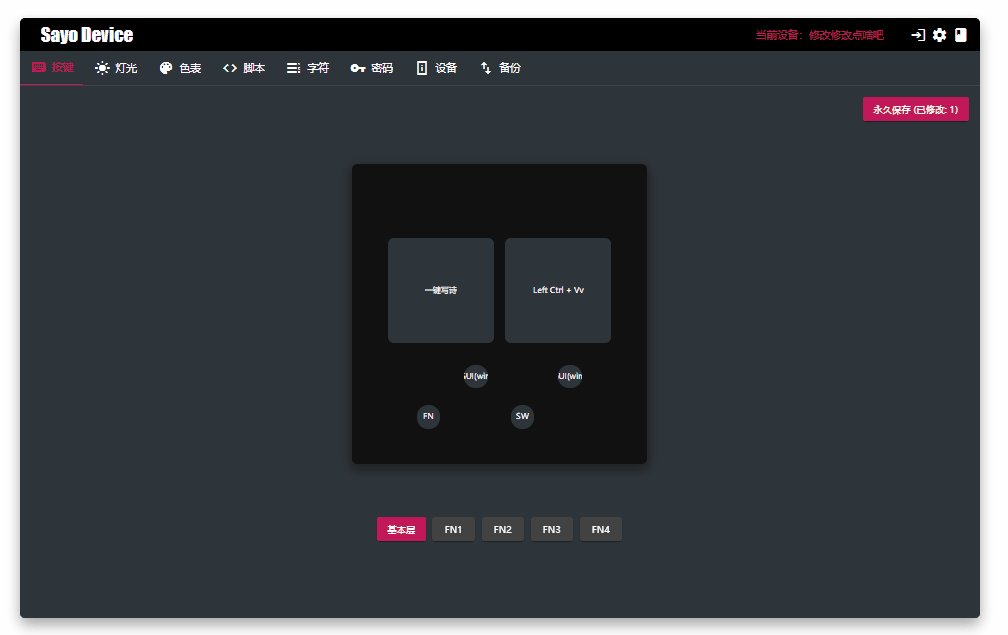 Sayo Device
当前设备：修改修改点啥吧
按键 灯光 色表 脚本 字符 密码 设备 备份
永久保存 (已修改: 1)
一键写诗 Left Ctrl + Vv
UI(win UI(win
FN SW
基本层 FN1 FN2 FN3 FN4